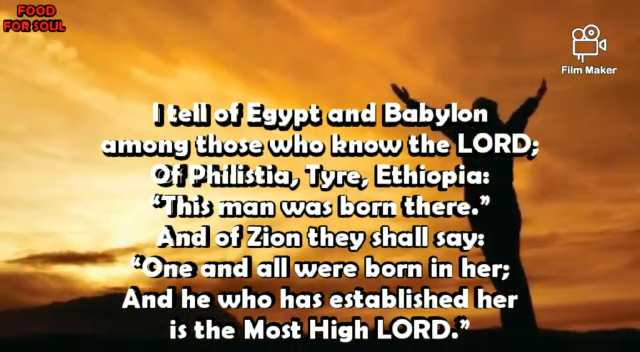 FOOD
FOR SOUL
Film Maker
I tell of Egypt and Babylon
among those who know the LORD;
Of Philistia, Tyre, Ethiopia:
“This man was born there.”
And of Zion they shall say:
“One and all were born in her;
And he who has established her
is the Most High LORD.”